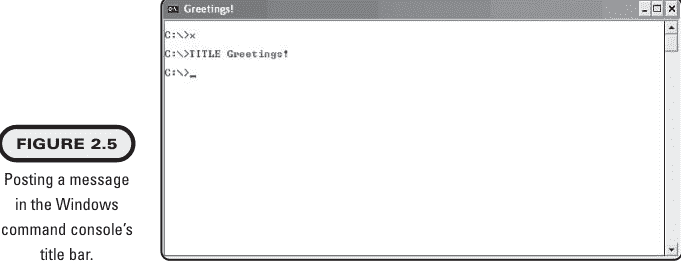 Greetings!
C:\>x
C:\>TITLE Greetings!
C:\>_
FIGURE 2.5
Posting a message
in the Windows
command console's
title bar.